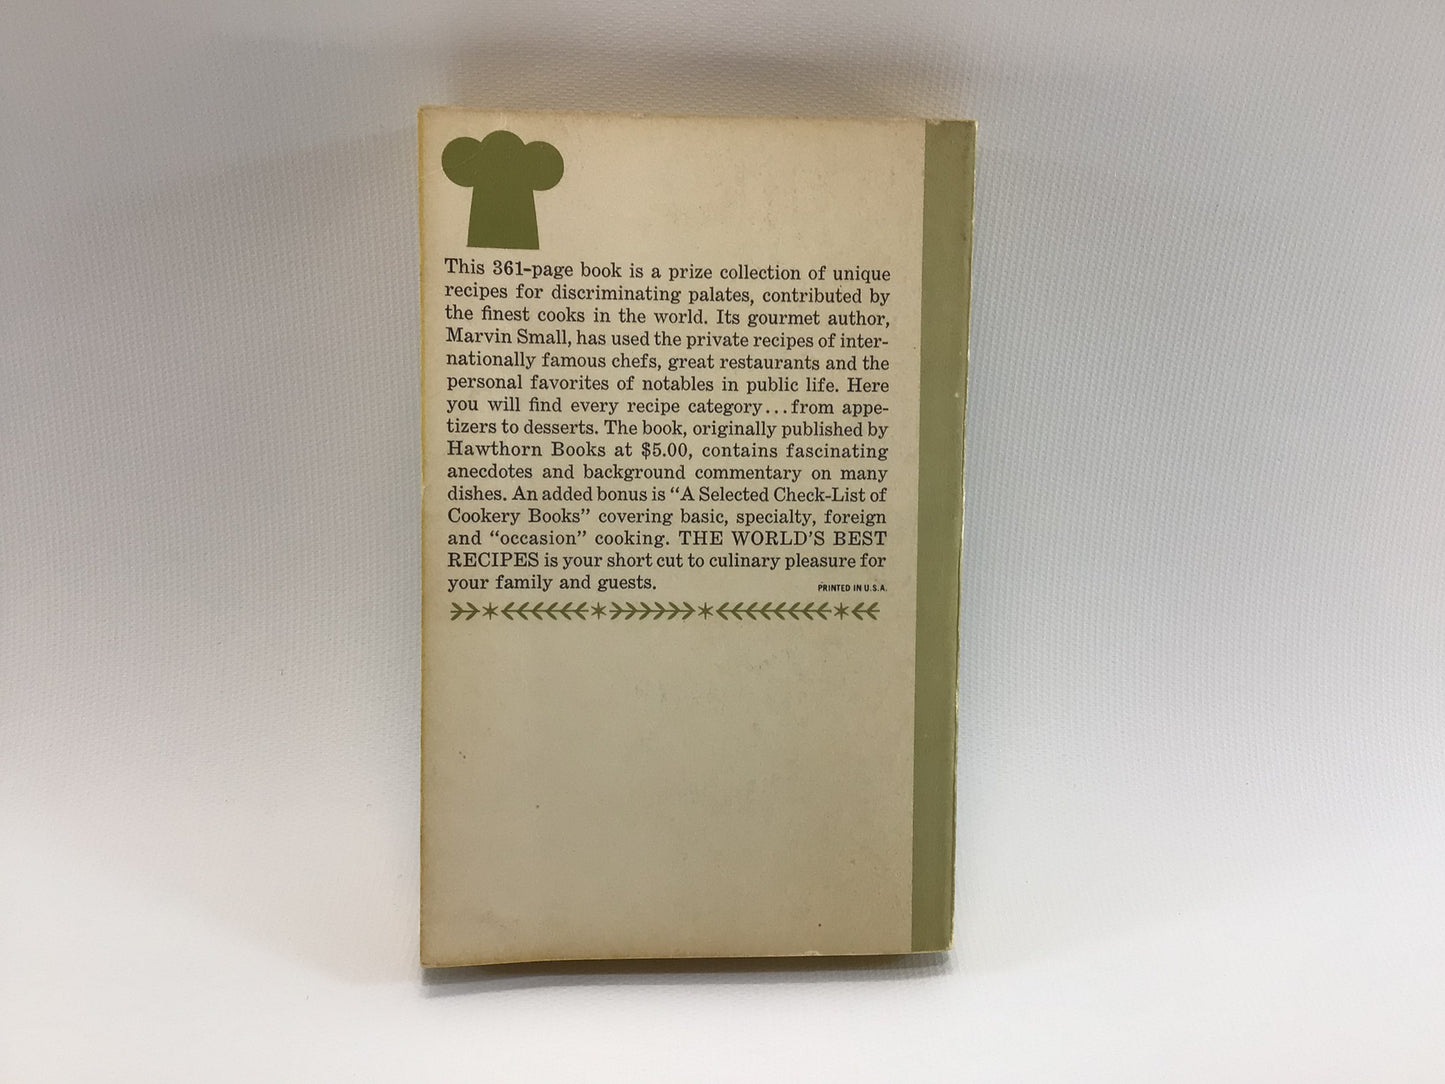 This 361-page book is a prize collection of unique
recipes for discriminating palates, contributed by
the finest cooks in the world. Its gourmet author,
Marvin Small, has used the private recipes of inter-
nationally famous chefs, great restaurants and the
personal favorites of notables in public life. Here
you will find every recipe category...from appe-
tizers to desserts. The book, originally published by
Hawthorn Books at $5.00, contains fascinating
anecdotes and background commentary on many
dishes. An added bonus is “A Selected Check-List of
Cookery Books” covering basic, specialty, foreign
and “occasion” cooking. THE WORLD'S BEST
RECIPES is your short cut to culinary pleasure for
your family and guests.
PRINTED IN U.S.A.